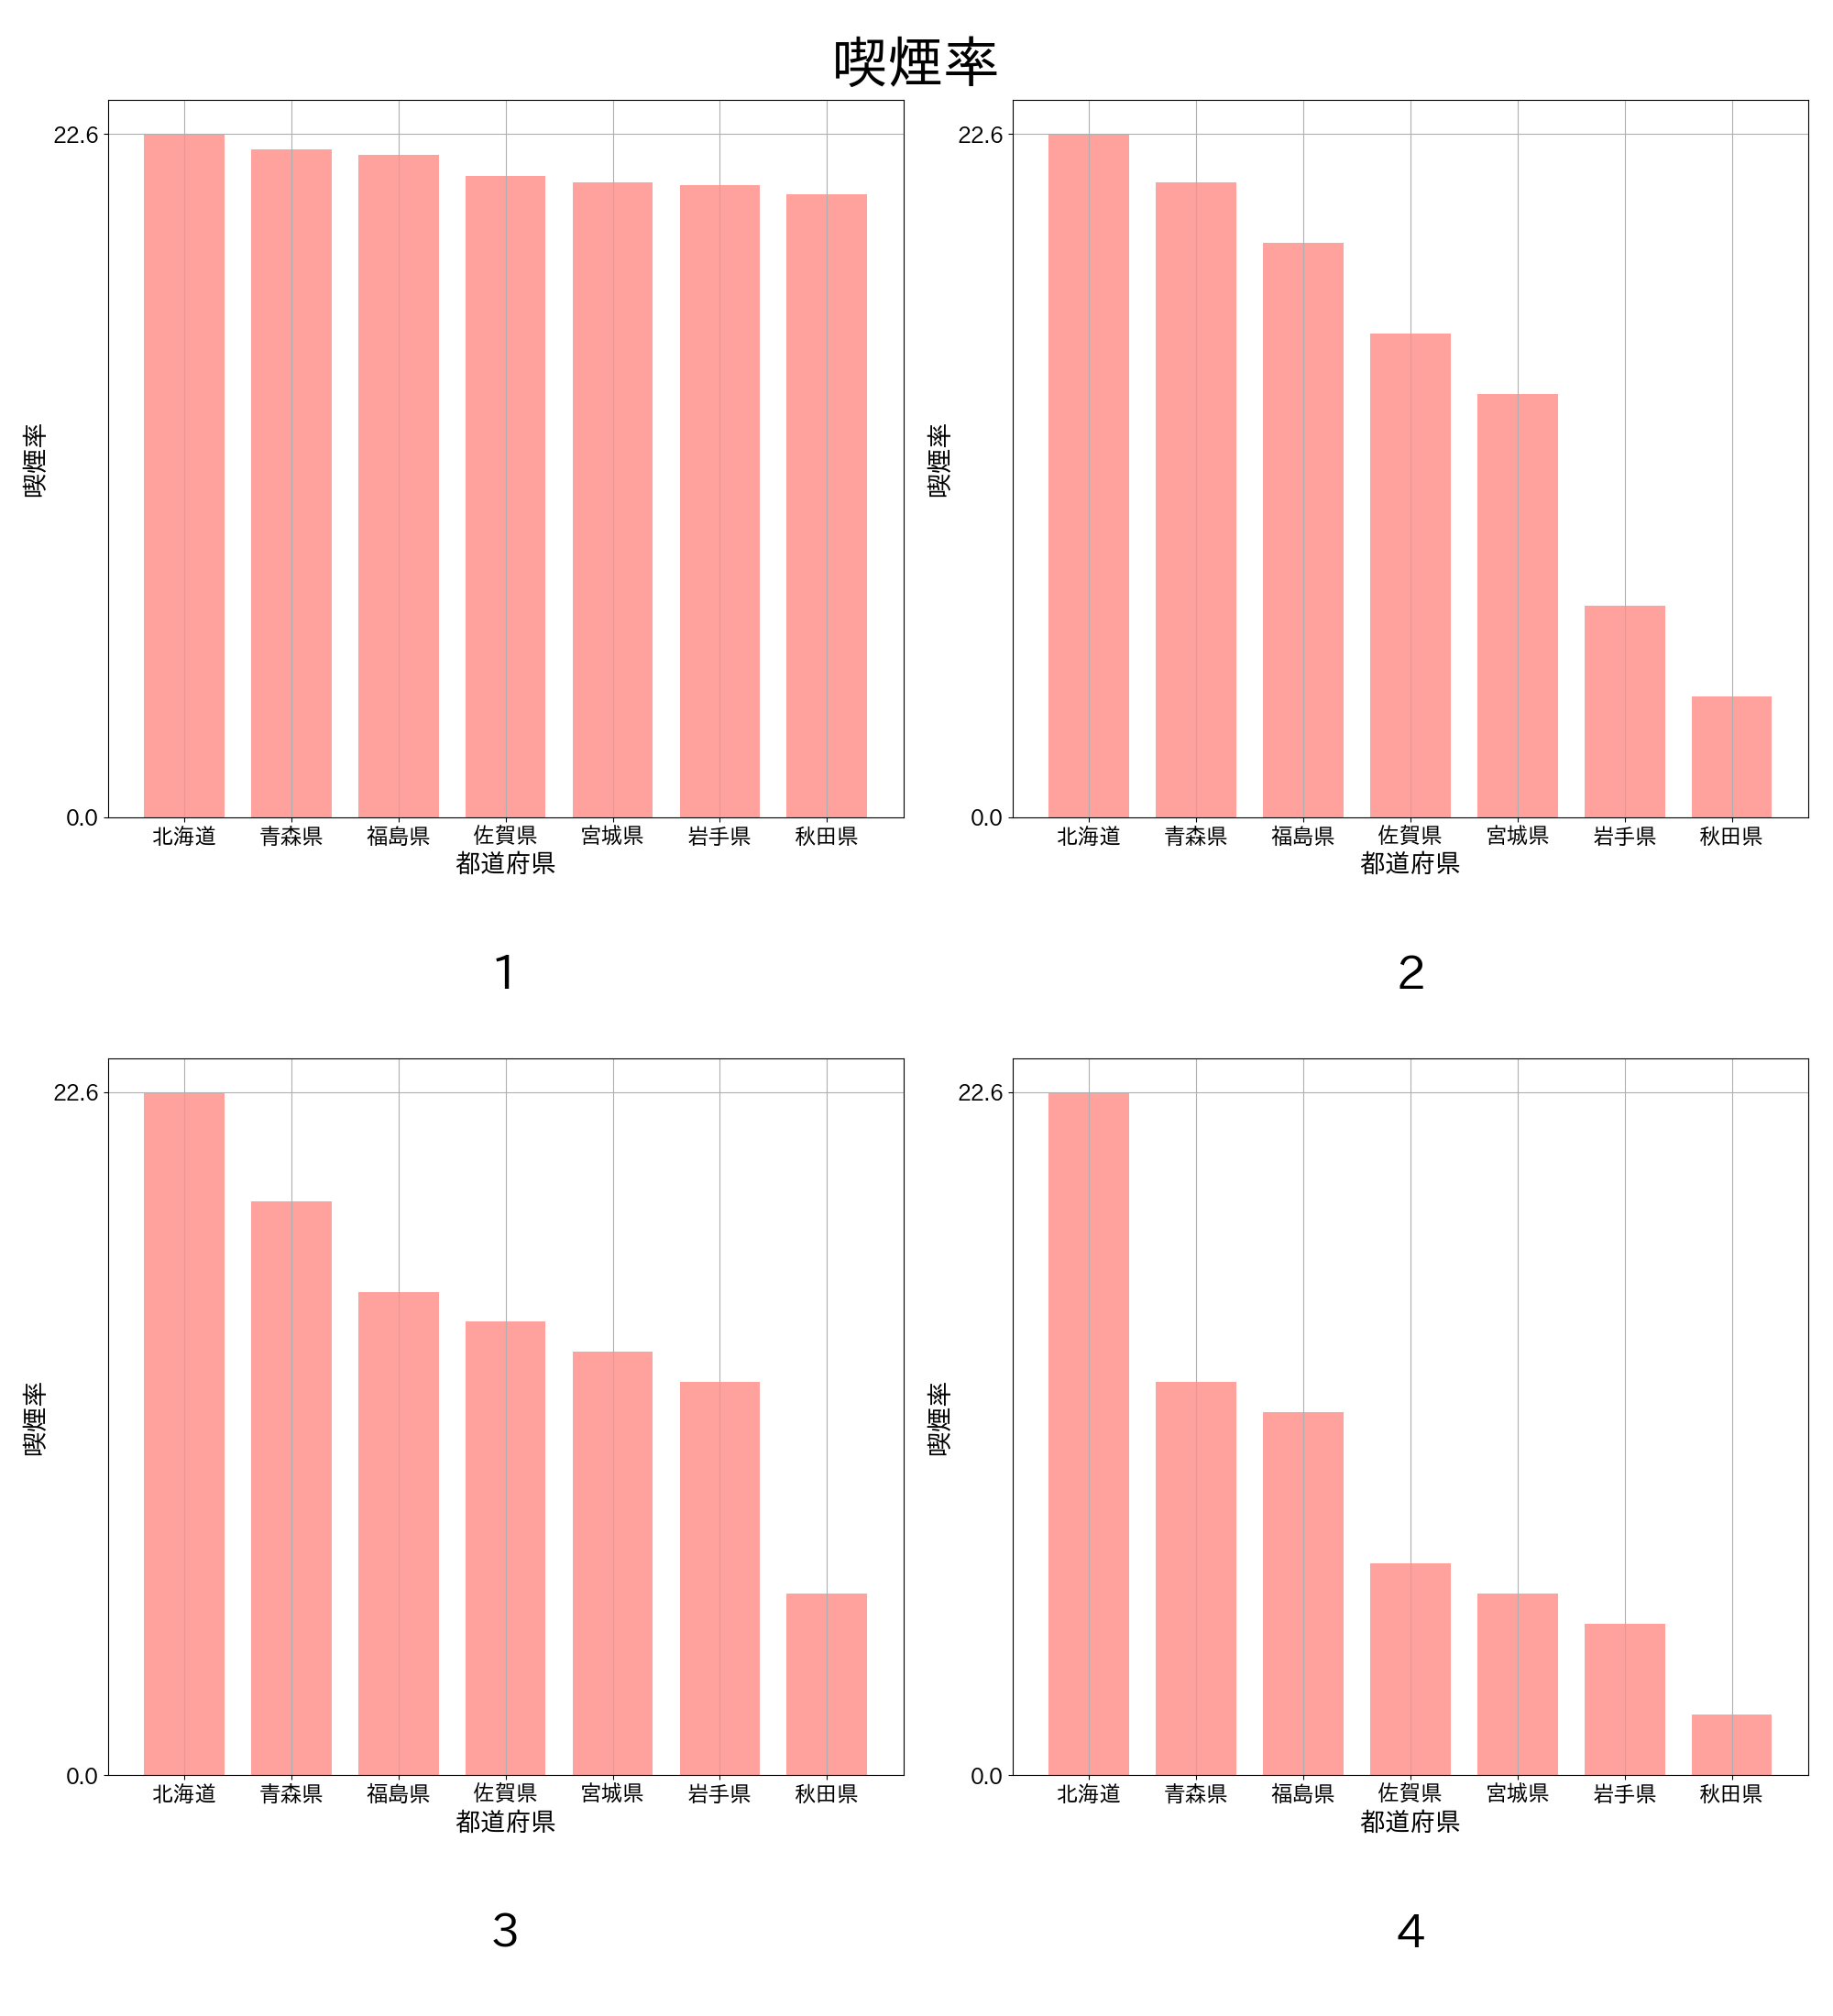 喫煙率
22.6
22.6
喫煙率
喫煙率
0.0
0.0
北海道 青森県 福島県 佐賀県 宮城県 岩手県 秋田県
北海道 青森県 福島県 佐賀県 宮城県 岩手県 秋田県
都道府県
都道府県
1
2
22.6
22.6
喫煙率
喫煙率
0.0
0.0
北海道 青森県 福島県 佐賀県 宮城県 岩手県 秋田県
北海道 青森県 福島県 佐賀県 宮城県 岩手県 秋田県
都道府県
都道府県
3
4